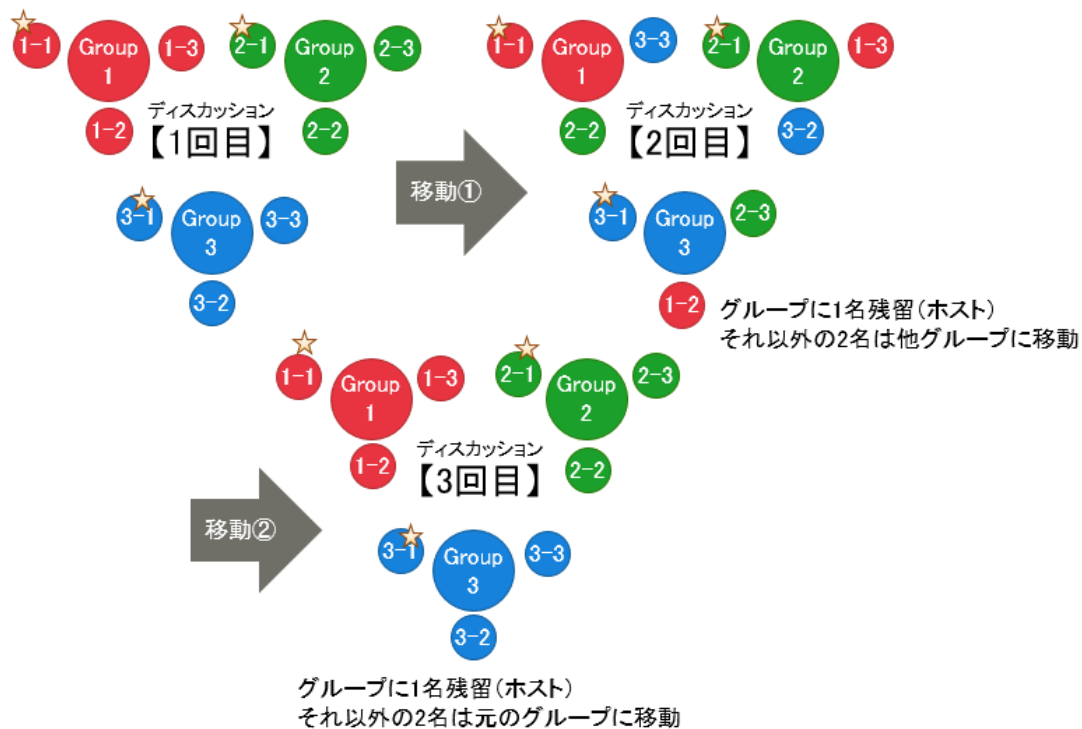 1-1
Group
1
1-3
1-2
2-1
Group
2
2-3
2-2
ディスカッション
【1回目】
3-1
Group
3
3-3
3-2
移動①
1-1
Group
1
3-3
2-2
2-1
Group
2
1-3
3-2
ディスカッション
【2回目】
3-1
Group
3
2-3
1-2
グループに1名残留(ホスト)
それ以外の2名は他グループに移動
移動②
1-1
Group
1
1-3
1-2
2-1
Group
2
2-3
2-2
ディスカッション
【3回目】
3-1
Group
3
3-3
3-2
グループに1名残留(ホスト)
それ以外の2名は元のグループに移動